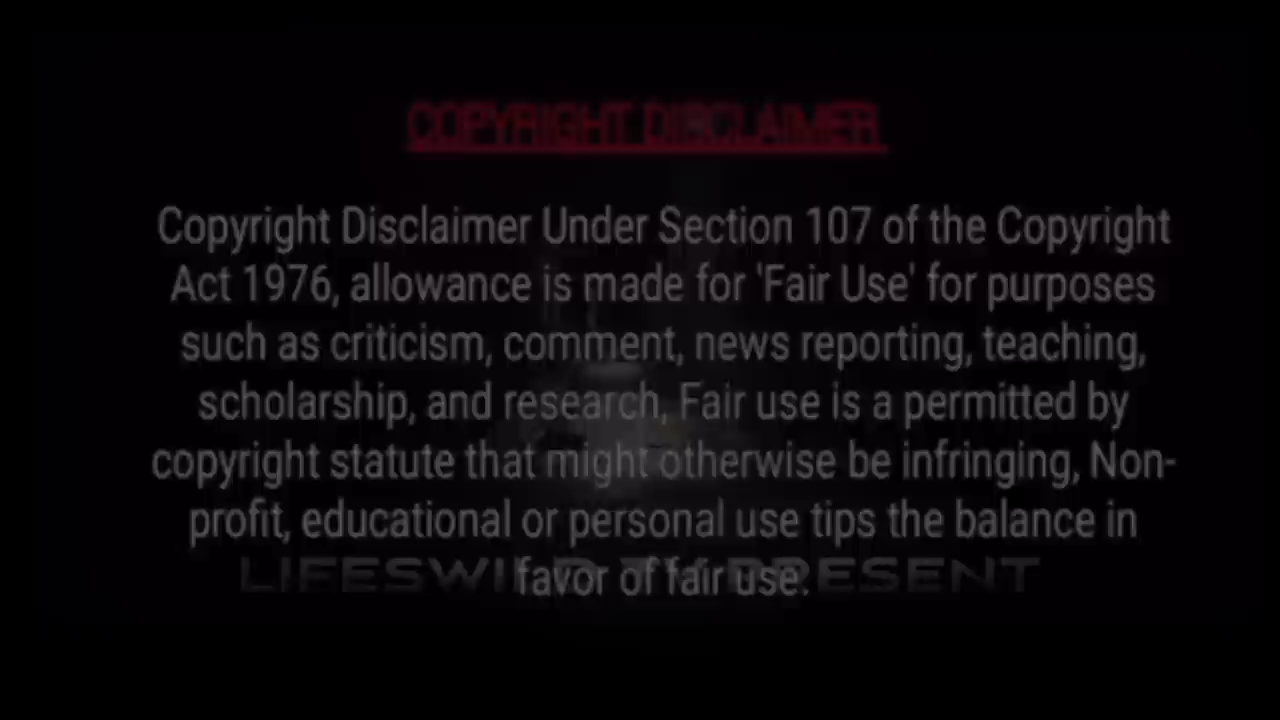 COPYRIGHT DISCLAIMER
Copyright Disclaimer Under Section 107 of the Copyright
Act 1976, allowance is made for 'Fair Use' for purposes
such as criticism, comment, news reporting, teaching,
scholarship, and research, Fair use is a permitted by
copyright statute that might otherwise be infringing, Non-
profit, educational or personal use tips the balance in
favor of fair use.
PRESENT